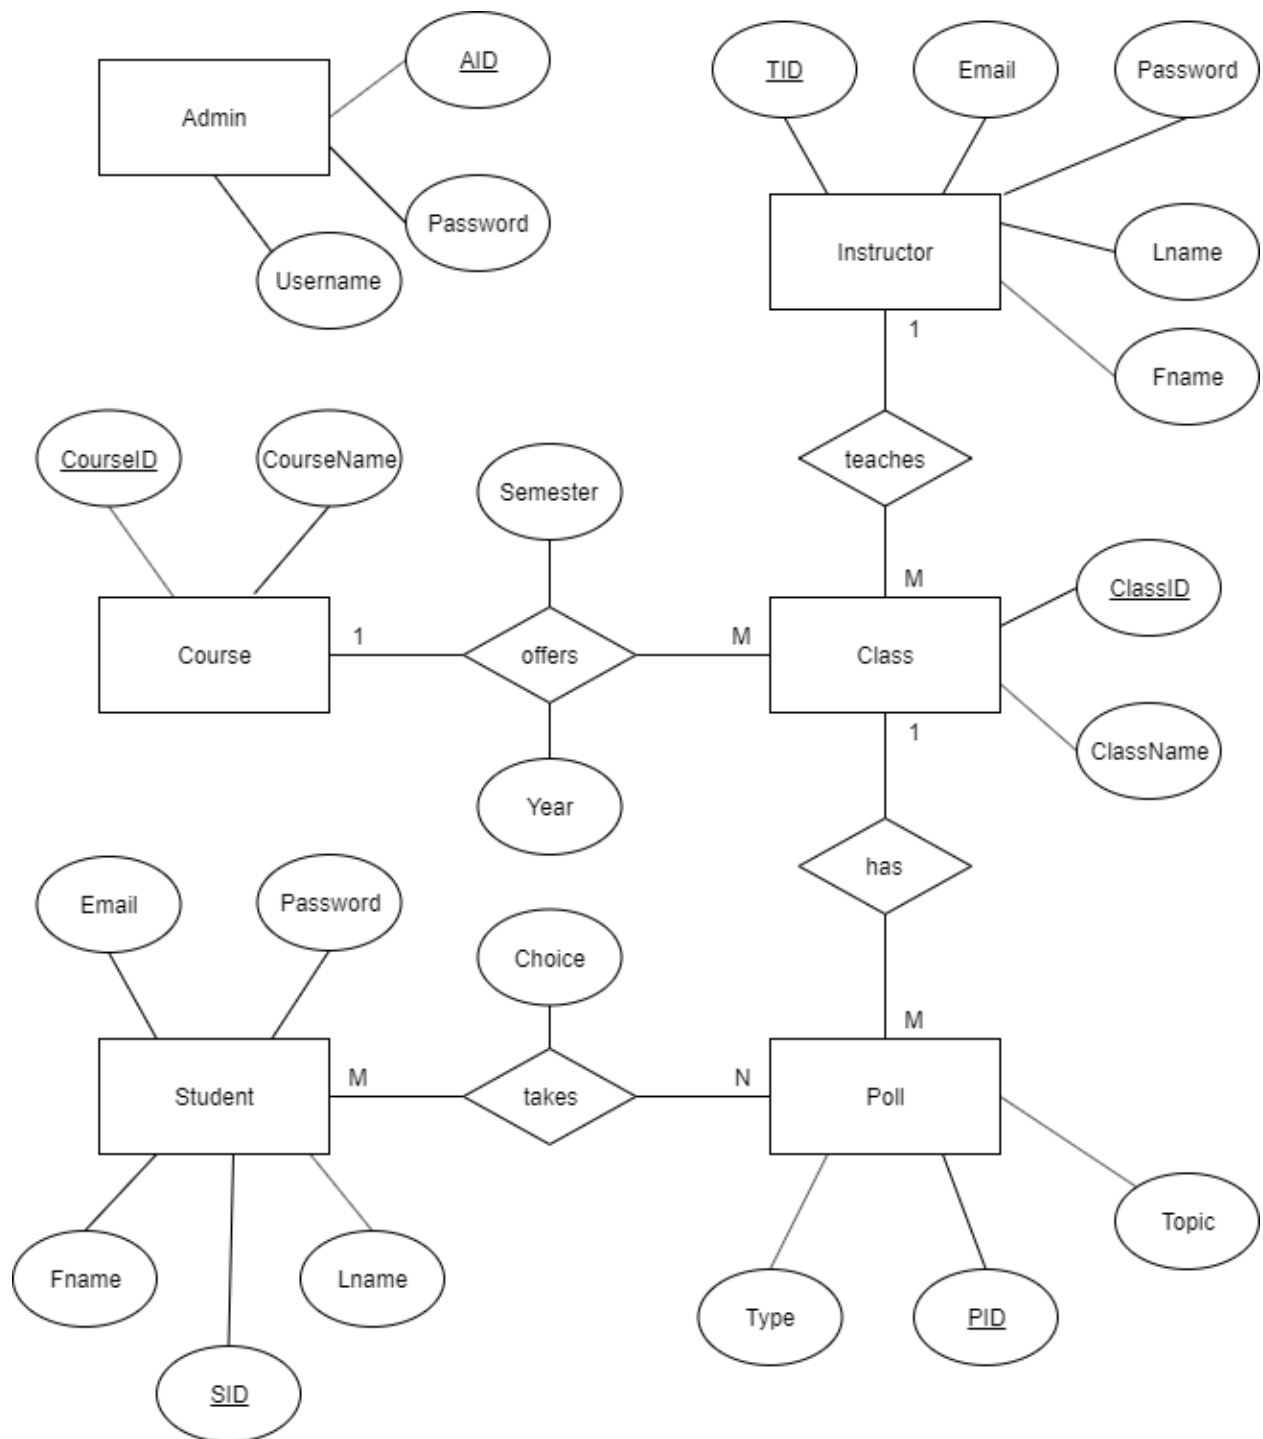 AID
Admin
Password
Username
TID
Email
Password
Instructor
Lname
Fname
1
teaches
M
CourseID
CourseName
Semester
Course
1
offers
M
Class
ClassID
ClassName
Year
1
has
M
Email
Password
Choice
Student
M
takes
N
Poll
Fname
Lname
SID
Type
PID
Topic